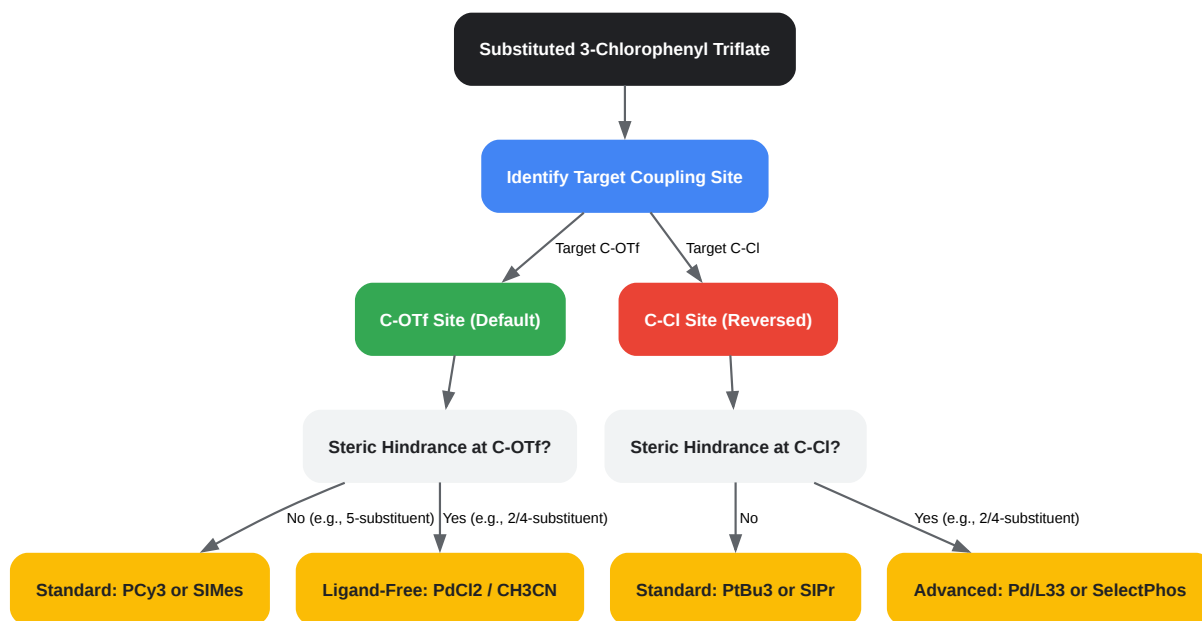 Substituted 3-Chlorophenyl Triflate
Identify Target Coupling Site
Target C-OTf
Target C-Cl
C-OTf Site (Default)
C-Cl Site (Reversed)
Steric Hindrance at C-OTf?
Steric Hindrance at C-Cl?
No (e.g., 5-substituent)
Yes (e.g., 2/4-substituent)
No
Yes (e.g., 2/4-substituent)
Standard: PCy3 or SIMes
Ligand-Free: PdCl2 / CH3CN
Standard: PtBu3 or SIPr
Advanced: Pd/L33 or SelectPhos